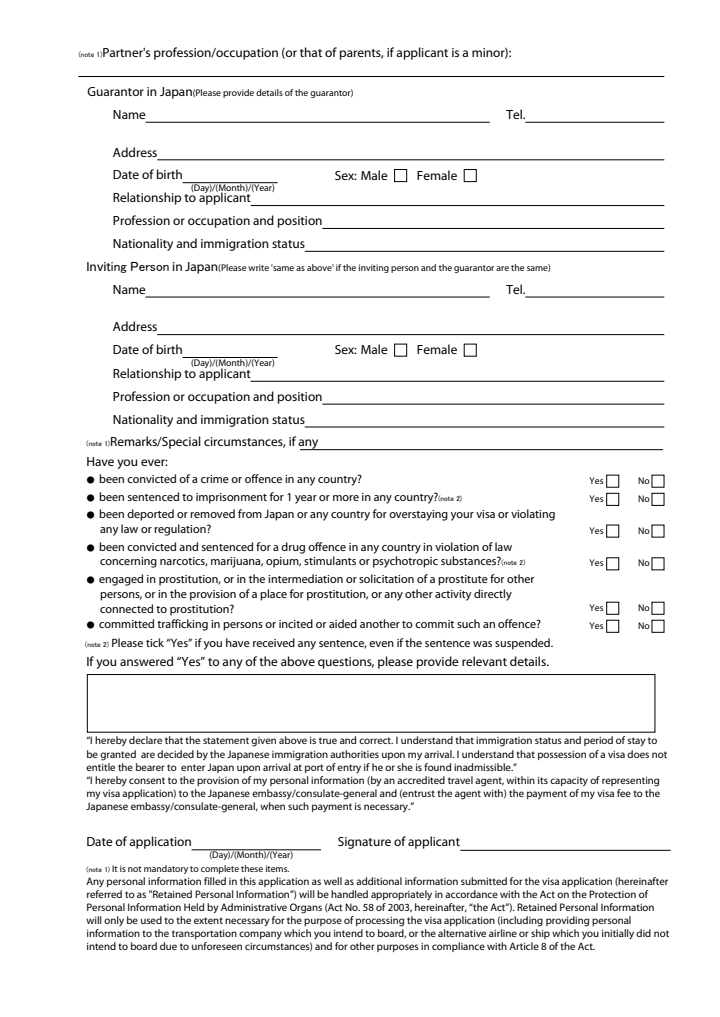 (note 1)Partner's profession/occupation (or that of parents, if applicant is a minor):
Guarantor in Japan(Please provide details of the guarantor)
Name Tel.
Address
Date of birth Sex: Male Female
(Day)/(Month)/(Year)
Relationship to applicant
Profession or occupation and position
Nationality and immigration status
Inviting Person in Japan(Please write 'same as above' if the inviting person and the guarantor are the same)
Name Tel.
Address
Date of birth Sex: Male Female
(Day)/(Month)/(Year)
Relationship to applicant
Profession or occupation and position
Nationality and immigration status
(note 1)Remarks/Special circumstances, if any
Have you ever:
● been convicted of a crime or offence in any country? Yes No
● been sentenced to imprisonment for 1 year or more in any country?(note 2) Yes No
● been deported or removed from Japan or any country for overstaying your visa or violating
any law or regulation? Yes No
● been convicted and sentenced for a drug offence in any country in violation of law
concerning narcotics, marijuana, opium, stimulants or psychotropic substances?(note 2) Yes No
● engaged in prostitution, or in the intermediation or solicitation of a prostitute for other
persons, or in the provision of a place for prostitution, or any other activity directly
connected to prostitution? Yes No
● committed trafficking in persons or incited or aided another to commit such an offence? Yes No
(note 2) Please tick “Yes” if you have received any sentence, even if the sentence was suspended.
If you answered “Yes” to any of the above questions, please provide relevant details.
“I hereby declare that the statement given above is true and correct. I understand that immigration status and period of stay to
be granted are decided by the Japanese immigration authorities upon my arrival. I understand that possession of a visa does not
entitle the bearer to enter Japan upon arrival at port of entry if he or she is found inadmissible.”
“I hereby consent to the provision of my personal information (by an accredited travel agent, within its capacity of representing
my visa application) to the Japanese embassy/consulate-general and (entrust the agent with) the payment of my visa fee to the
Japanese embassy/consulate-general, when such payment is necessary.”
Date of application Signature of applicant
(Day)/(Month)/(Year)
(note 1) It is not mandatory to complete these items.
Any personal information filled in this application as well as additional information submitted for the visa application (hereinafter
referred to as "Retained Personal Information") will be handled appropriately in accordance with the Act on the Protection of
Personal Information Held by Administrative Organs (Act No. 58 of 2003, hereinafter, “the Act”). Retained Personal Information
will only be used to the extent necessary for the purpose of processing the visa application (including providing personal
information to the transportation company which you intend to board, or the alternative airline or ship which you initially did not
intend to board due to unforeseen circumstances) and for other purposes in compliance with Article 8 of the Act.